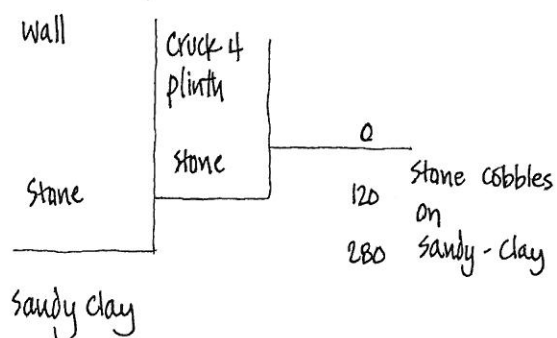 Wall
Cruck 4
plinth
0
Stone
Stone
120
Stone cobbles
on
280
Sandy-Clay
Sandy Clay